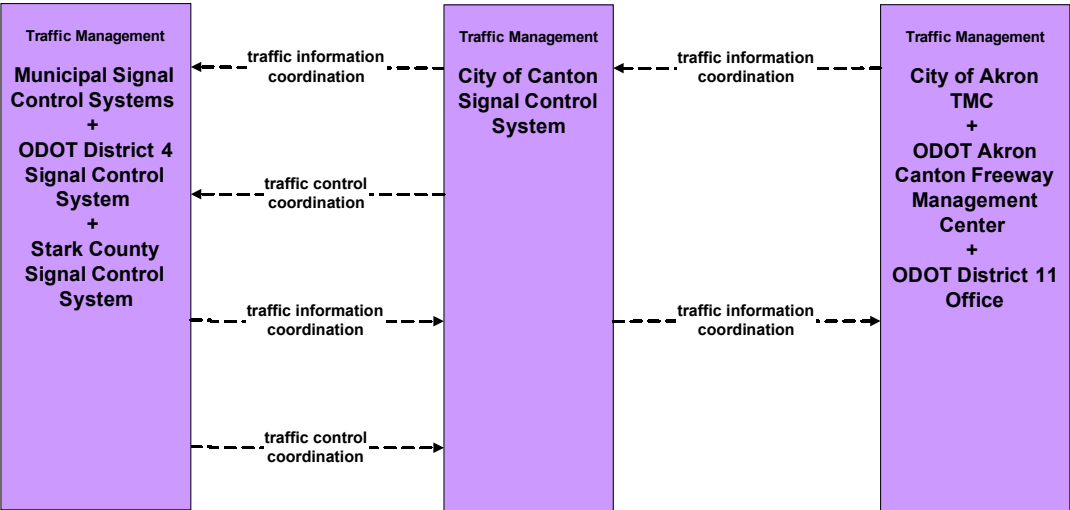 Traffic Management
Municipal Signal
Control Systems
+
ODOT District 4
Signal Control
System
+
Stark County
Signal Control
System
traffic information
coordination
traffic control
coordination
traffic information
coordination
traffic control
coordination
Traffic Management
City of Canton
Signal Control
System
traffic information
coordination
traffic information
coordination
Traffic Management
City of Akron
TMC
+
ODOT Akron
Canton Freeway
Management
Center
+
ODOT District 11
Office